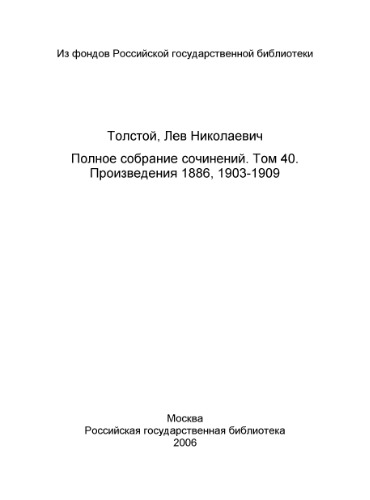 Из фондов Российской государственной библиотеки
Толстой, Лев Николаевич
Полное собрание сочинений. Том 40.
Произведения 1886, 1903-1909
Москва
Российская государственная библиотека
2006